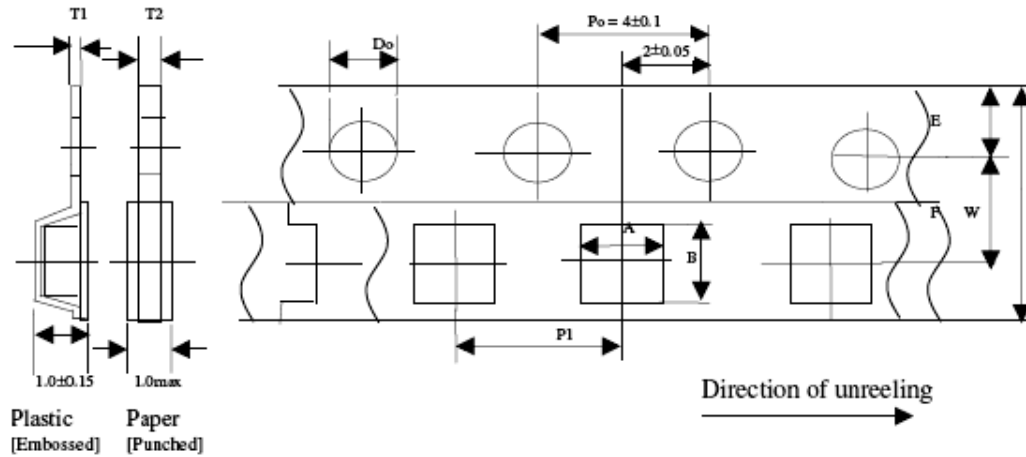 T1
T2
Po = 4±0.1
Do
2±0.05
E
F
W
A
B
P1
1.0±0.15
1.0max
Direction of unreeling
Plastic
Paper
[Embossed]
[Punched]